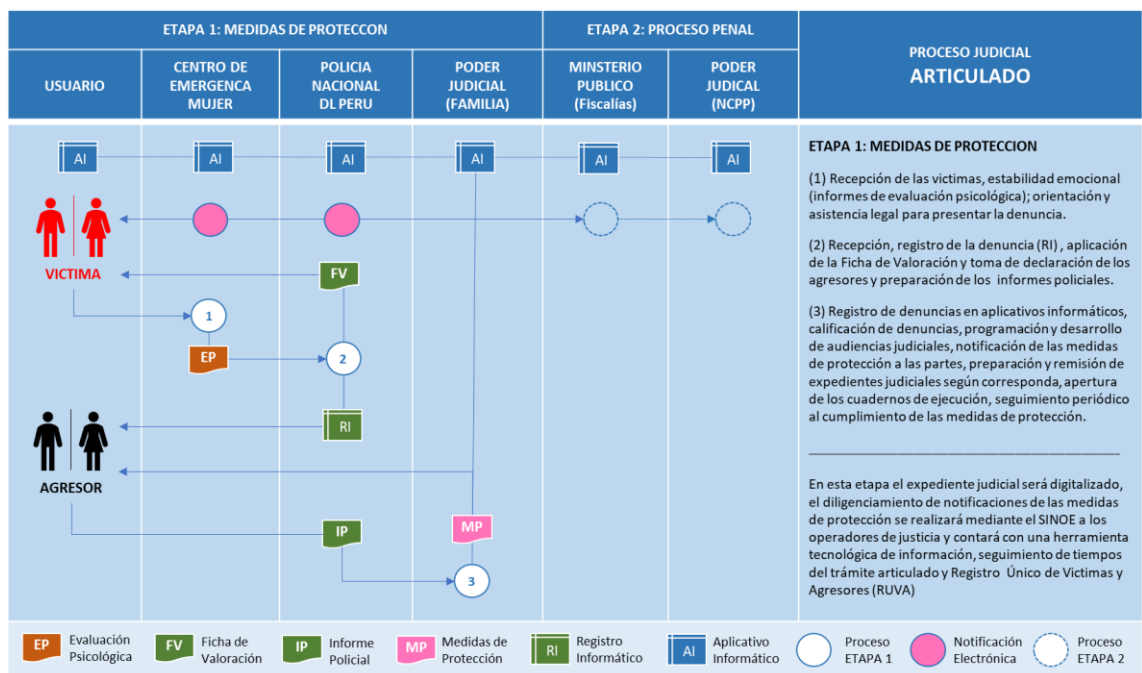 ETAPA 1: MEDIDAS DE PROTECCON
ETAPA 2: PROCESO PENAL
PROCESO JUDICIAL
ARTICULADO
USUARIO
CENTRO DE
EMERGENCA
MUJER
POLICIA
NACIONAL
DL PERU
PODER
JUDICIAL
(FAMILIA)
MINSTERIO
PUBLICO
(Fiscalías)
PODER
JUDICAL
(NCPP)
AI
AI
AI
AI
AI
AI
VICTIMA
FV
1
EP
2
RI
AGRESOR
IP
MP
3
ETAPA 1: MEDIDAS DE PROTECCION
(1) Recepción de las victimas, estabilidad emocional
(informes de evaluación psicológica); orientación y
asistencia legal para presentar la denuncia.
(2) Recepción, registro de la denuncia (RI) , aplicación
de la Ficha de Valoración y toma de declaración de los
agresores y preparación de los  informes policiales.
(3) Registro de denuncias en aplicativos informáticos,
calificación de denuncias, programación y desarrollo
de audiencias judiciales, notificación de las medidas
de protección a las partes, preparación y remisión de
expedientes judiciales según corresponda, apertura
de los cuadernos de ejecución, seguimiento periódico
al cumplimiento de las medidas de protección.
En esta etapa el expediente judicial será digitalizado,
el diligenciamiento de notificaciones de las medidas
de protección se realizará mediante el SINOE a los
operadores de justicia y contará con una herramienta
tecnológica de información, seguimiento de tiempos
del trámite articulado y Registro  Único de Victimas y
Agresores (RUVA)
EP
Evaluación
Psicológica
FV
Ficha de
Valoración
IP
Informe
Policial
MP
Medidas de
Protección
RI
Registro
Informático
AI
Aplicativo
Informático
Proceso
ETAPA 1
Notificación
Electrónica
Proceso
ETAPA 2